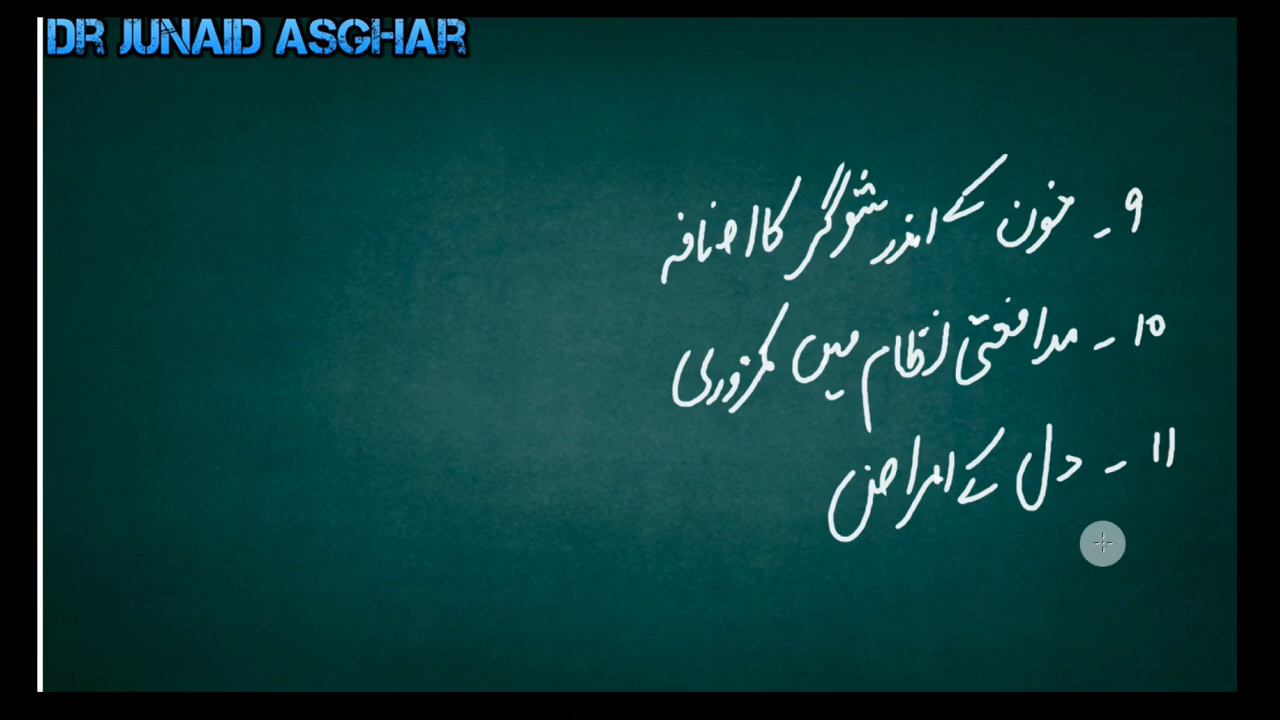 DR JUNAID ASGHAR
۹۔ خون کے اندر شوگر کا اضافہ
۱۰۔ مدافعتی نظام میں کمزوری
۱۱۔ دل کے امراض